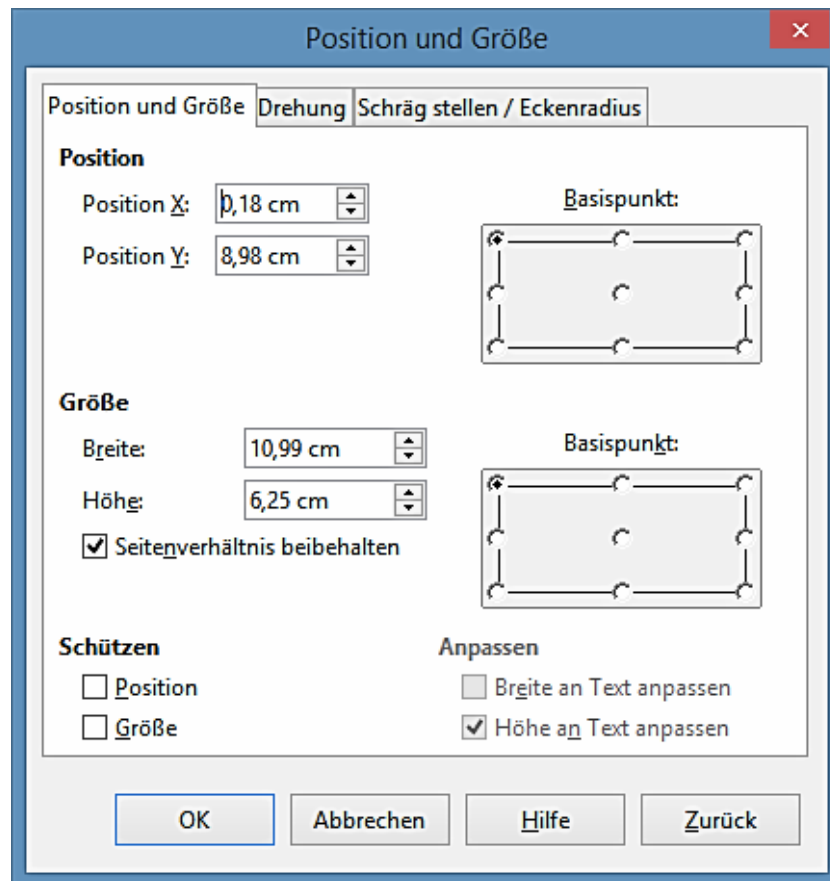 Position und Größe
Position und Größe Drehung Schräg stellen / Eckenradius
Position
Position X: 0,18 cm
Basispunkt:
Position Y: 8,98 cm
Größe
Breite: 10,99 cm
Basispunkt:
Höhe: 6,25 cm
Seitenverhältnis beibehalten
Schützen
Anpassen
Position
Breite an Text anpassen
Größe
Höhe an Text anpassen
OK Abbrechen Hilfe Zurück